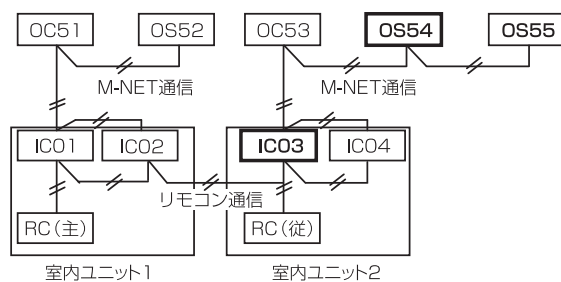 OC51 OS52 OC53 OS54 OS55
M-NET通信 M-NET通信
IC01 IC02 IC03 IC04
リモコン通信
RC(主) RC(従)
室内ユニット1 室内ユニット2